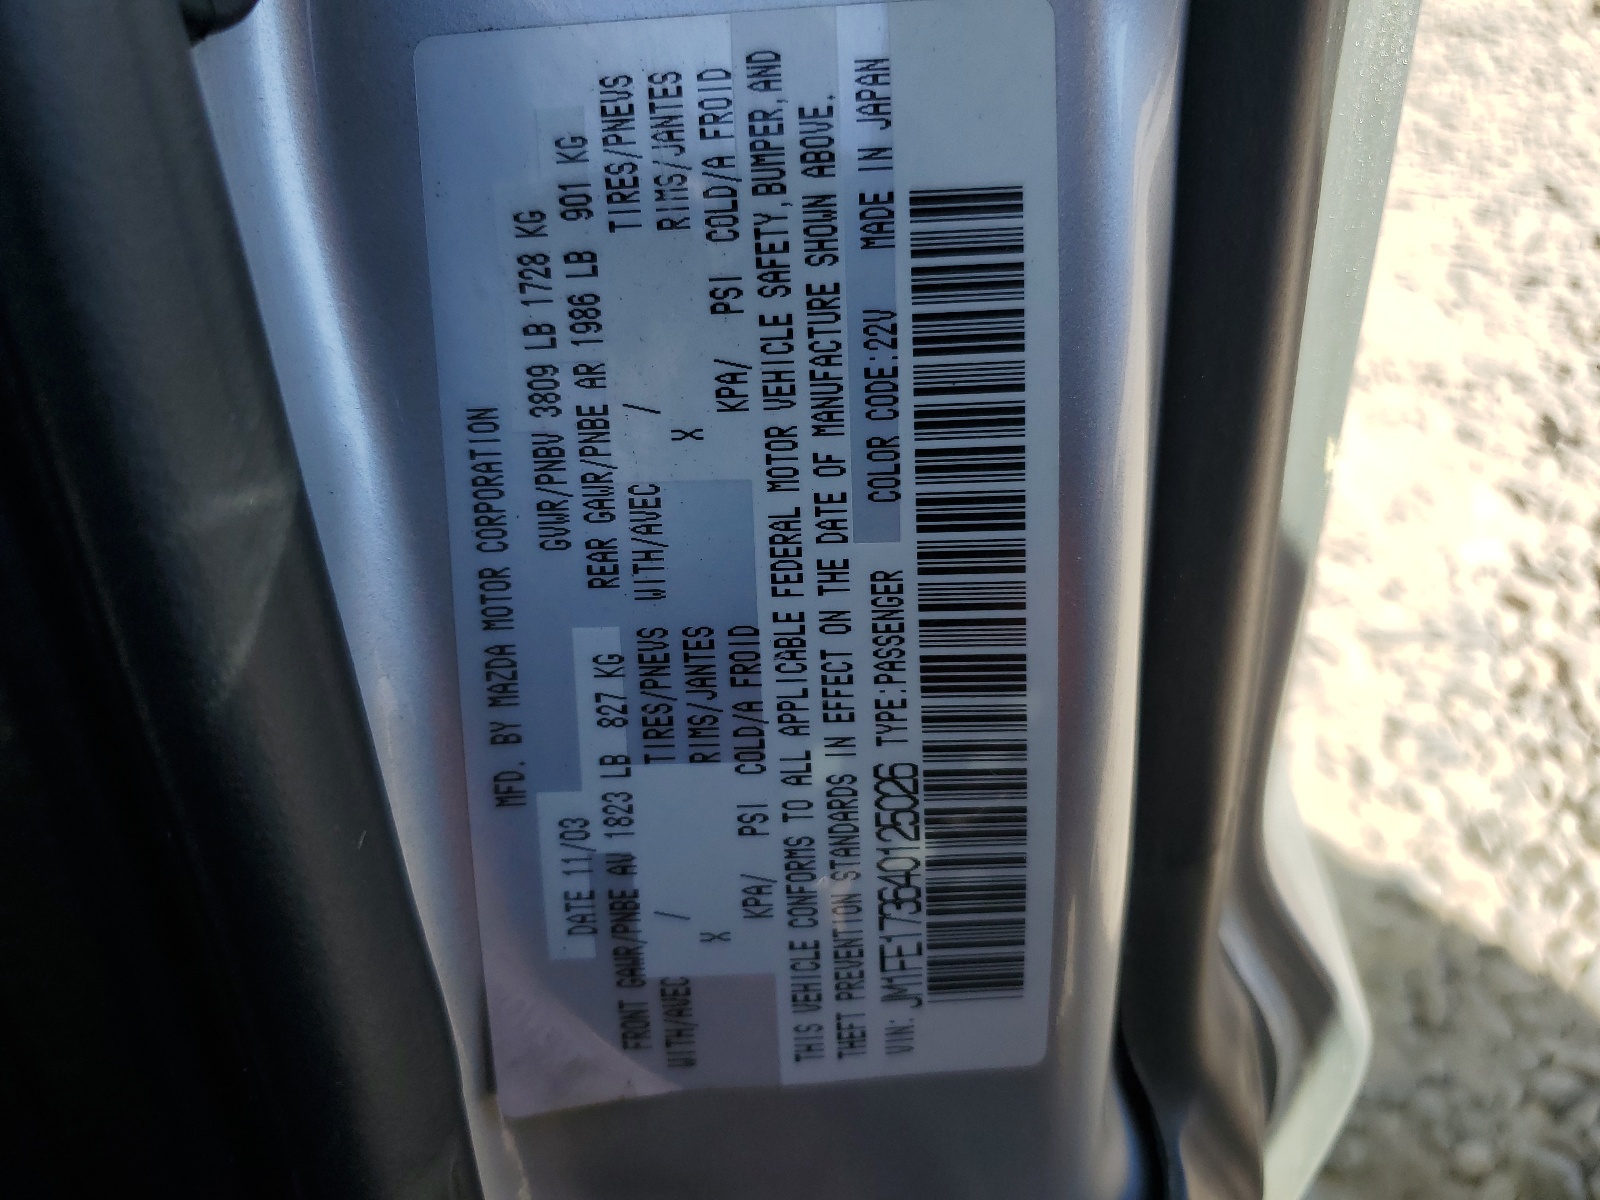 MFD. BY MAZDA MOTOR CORPORATION
DATE 11/03 GVWR/PNBV 3809 LB 1728 KG
FRONT GAWR/PNBE AV 1823 LB 827 KG REAR GAWR/PNBE AR 1986 LB 901 KG
WITH/AVEC / TIRES/PNEUS WITH/AVEC / TIRES/PNEUS
X RIMS/JANTES X RIMS/JANTES
KPA/ PSI COLD/A FROID KPA/ PSI COLD/A FROID
THIS VEHICLE CONFORMS TO ALL APPLICABLE FEDERAL MOTOR VEHICLE SAFETY,BUMPER,AND
THEFT PREVENTION STANDARDS IN EFFECT ON THE DATE OF MANUFACTURE SHOWN ABOVE.
VIN: JM1FE173640125026 TYPE:PASSENGER COLOR CODE:22V MADE IN JAPAN